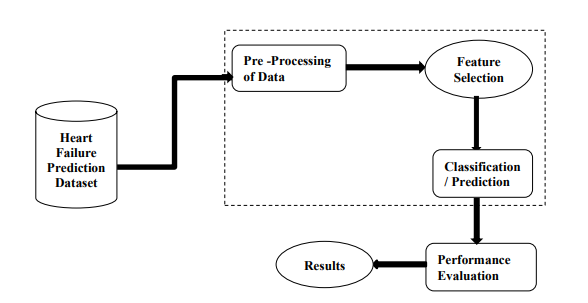 Pre -Processing
of Data
Feature
Selection
Heart
Failure
Prediction
Dataset
Classification
/ Prediction
Performance
Evaluation
Results